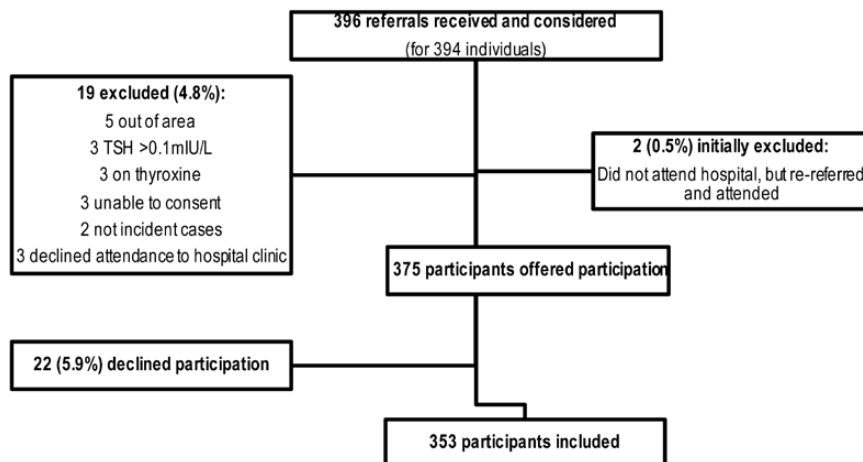 396 referrals received and considered
(for 394 individuals)
19 excluded (4.8%):
5 out of area
3 TSH >0.1mIU/L
3 on thyroxine
3 unable to consent
2 not incident cases
3 declined attendance to hospital clinic
2 (0.5%) initially excluded:
Did not attend hospital, but re-referred
and attended
375 participants offered participation
22 (5.9%) declined participation
353 participants included